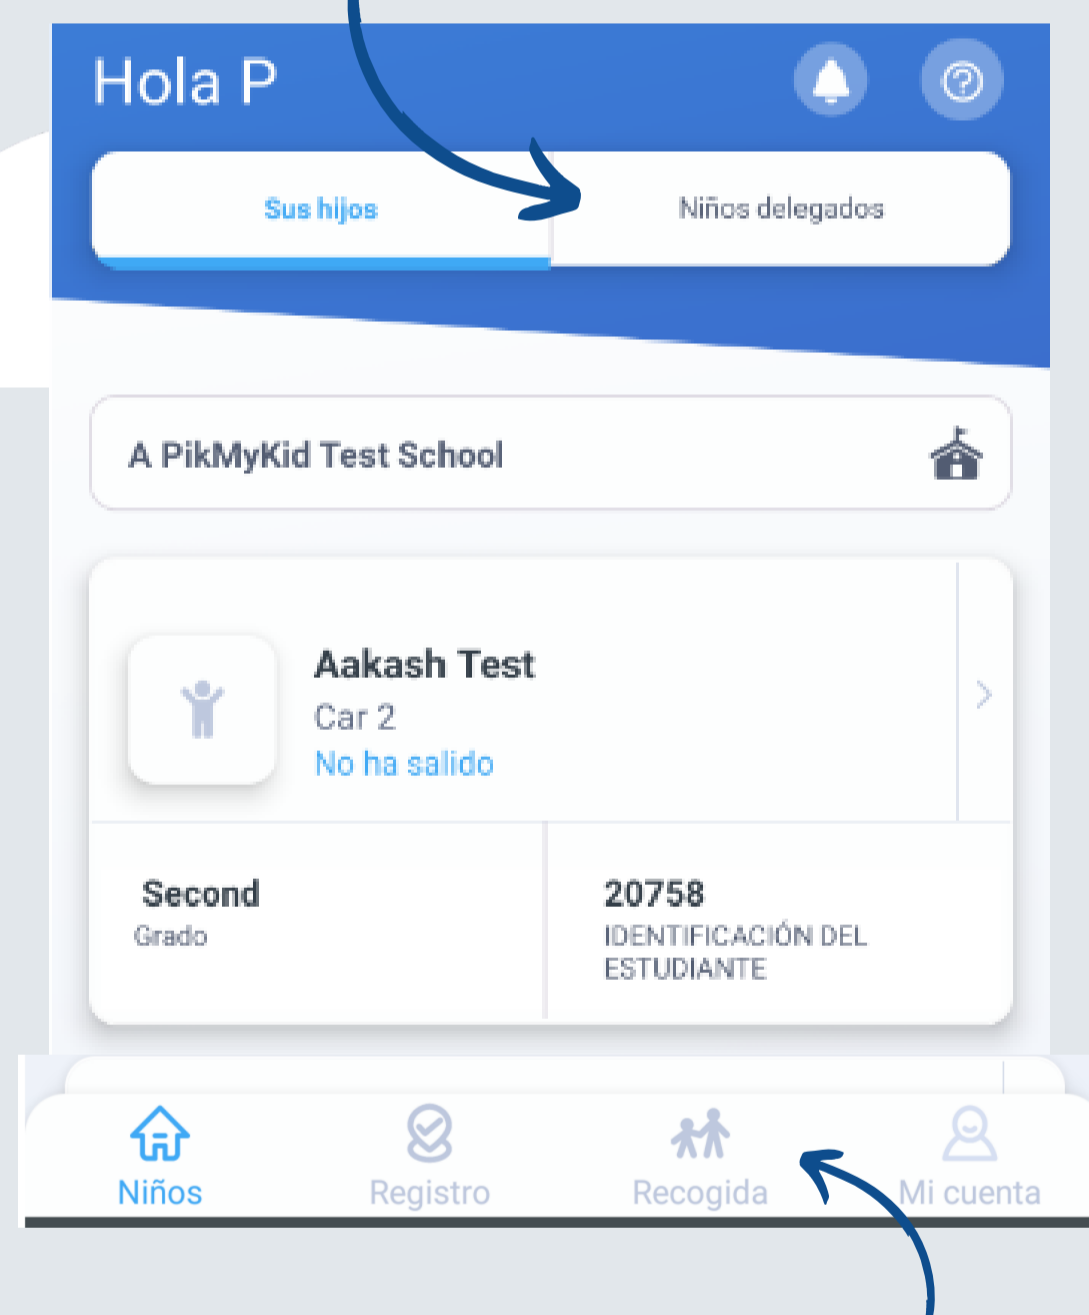 Hola P
Sus hijos
Niños delegados
A PikMyKid Test School
Aakash Test
Car 2
No ha salido
Second
Grado
20758
IDENTIFICACIÓN DEL
ESTUDIANTE
Niños
Registro
Recogida
Mi cuenta